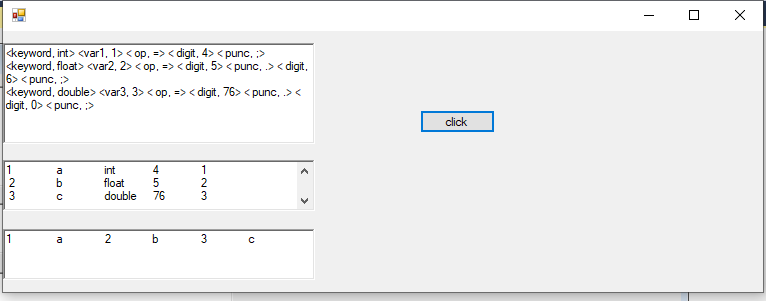 <keyword, int> <var1, 1> < op, => < digit, 4> < punc, ;>
<keyword, float> <var2, 2> < op, => < digit, 5> < punc, .> < digit,
6> < punc, ;>
<keyword, double> <var3, 3> < op, => < digit, 76> < punc, .> <
digit, 0> < punc, ;>
click
1 a int 4 1
2 b float 5 2
3 c double 76 3
1 a 2 b 3 c